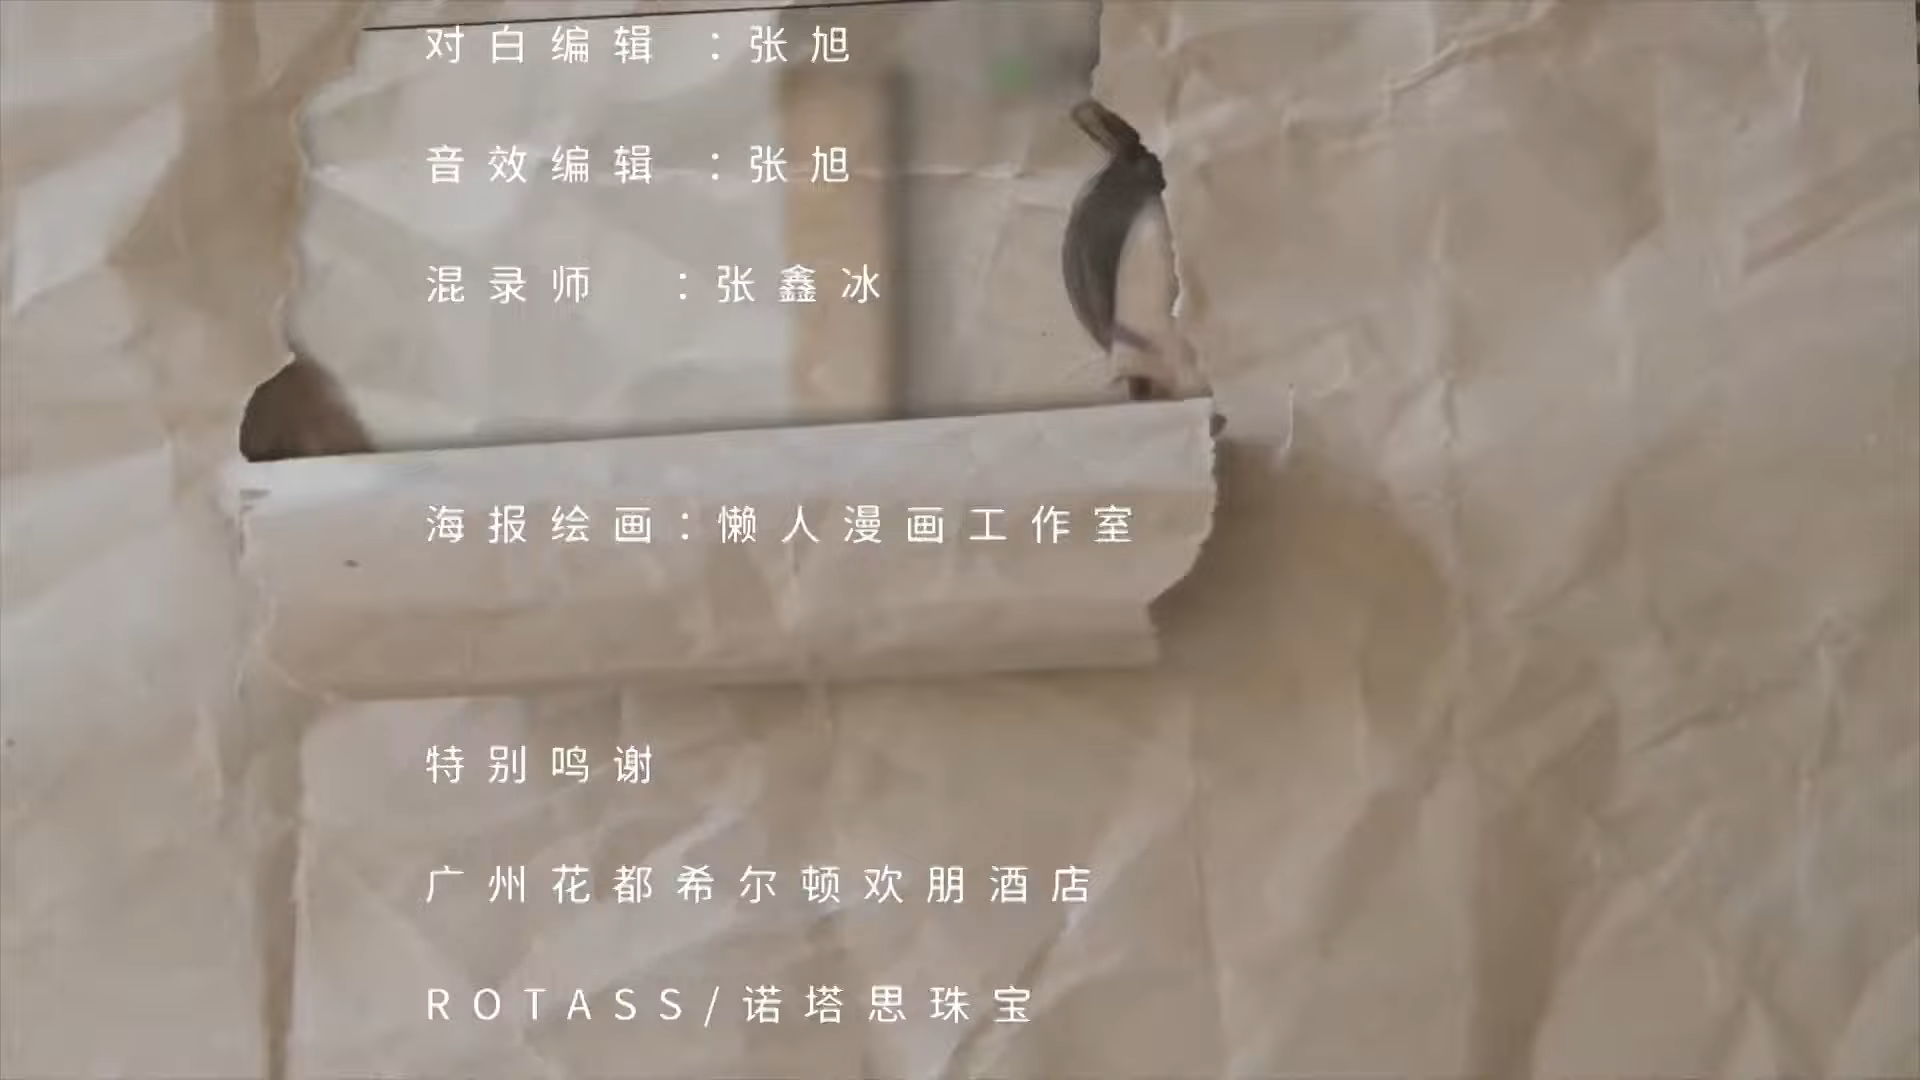 对白编辑 :张旭
音效编辑 :张旭
混录师 :张鑫冰
海报绘画:懒人漫画工作室
特别鸣谢
广州花都希尔顿欢朋酒店
ROTASS/诺塔思珠宝